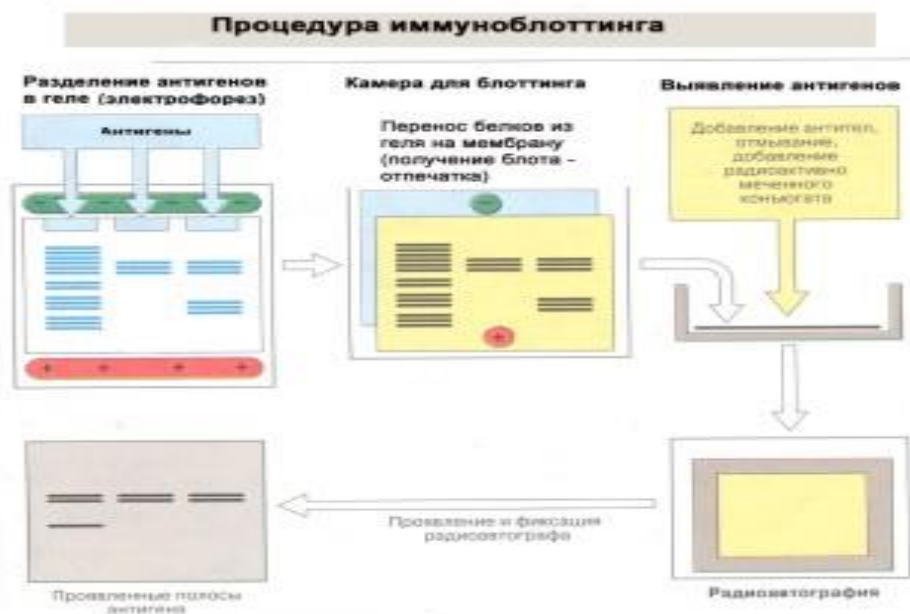 Процедура иммуноблоттинга
Разделение антигенов
в геле (электрофорез)
Антигены
− − − −
+ + + +
Камера для блоттинга
Перенос белков из
геля на мембрану
(получение блота –
отпечатка)
−
+
Выявление антигенов
Добавление антител,
отмывание,
добавление
радиоактивно
меченного
конъюгата
Радиоавтография
Проявление и фиксация
радиоавтографа
Проявленные полосы
антигена